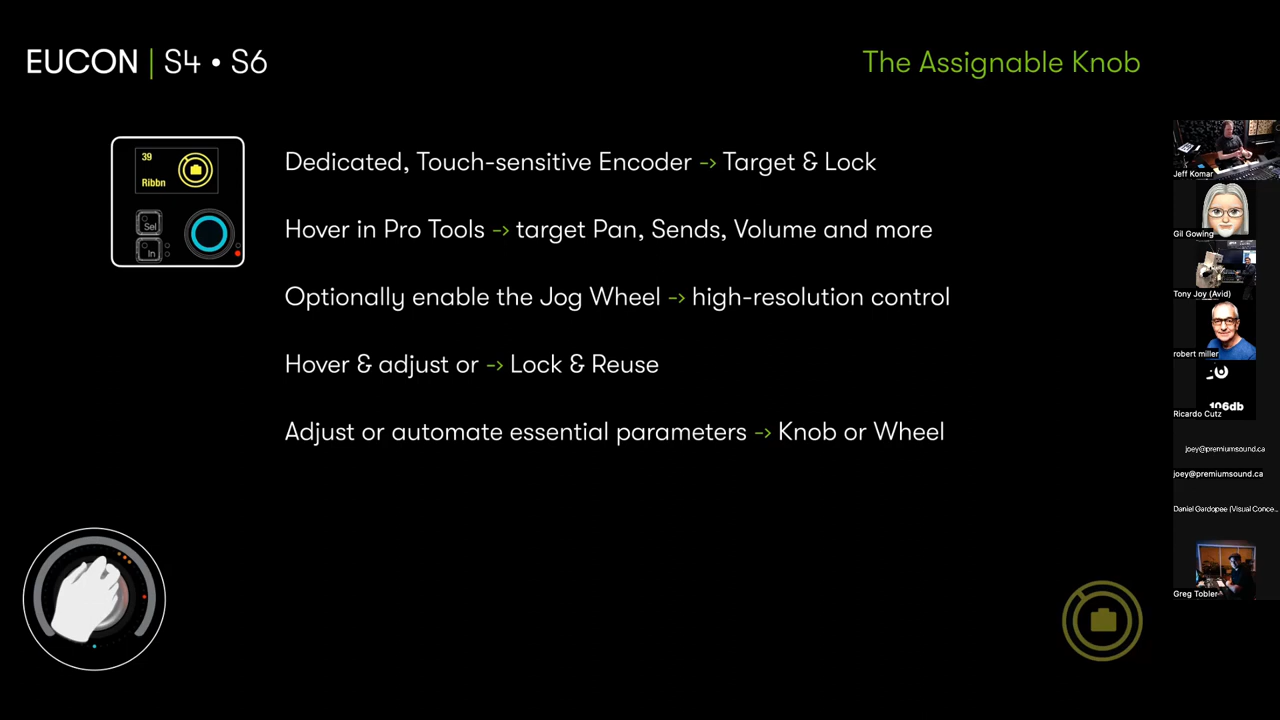 EUCON | S4 • S6
The Assignable Knob
39
Ribbn
Sel
In
Dedicated, Touch-sensitive Encoder -> Target & Lock
Hover in Pro Tools -> target Pan, Sends, Volume and more
Optionally enable the Jog Wheel -> high-resolution control
Hover & adjust or -> Lock & Reuse
Adjust or automate essential parameters -> Knob or Wheel
Jeff Komar
Gil Gowing
Tony Joy (Avid)
robert miller
106db
Ricardo Cutz
joey@premiumsound.ca
joey@premiumsound.ca
Daniel Gardopee (Visual Conce...
Greg Tobler